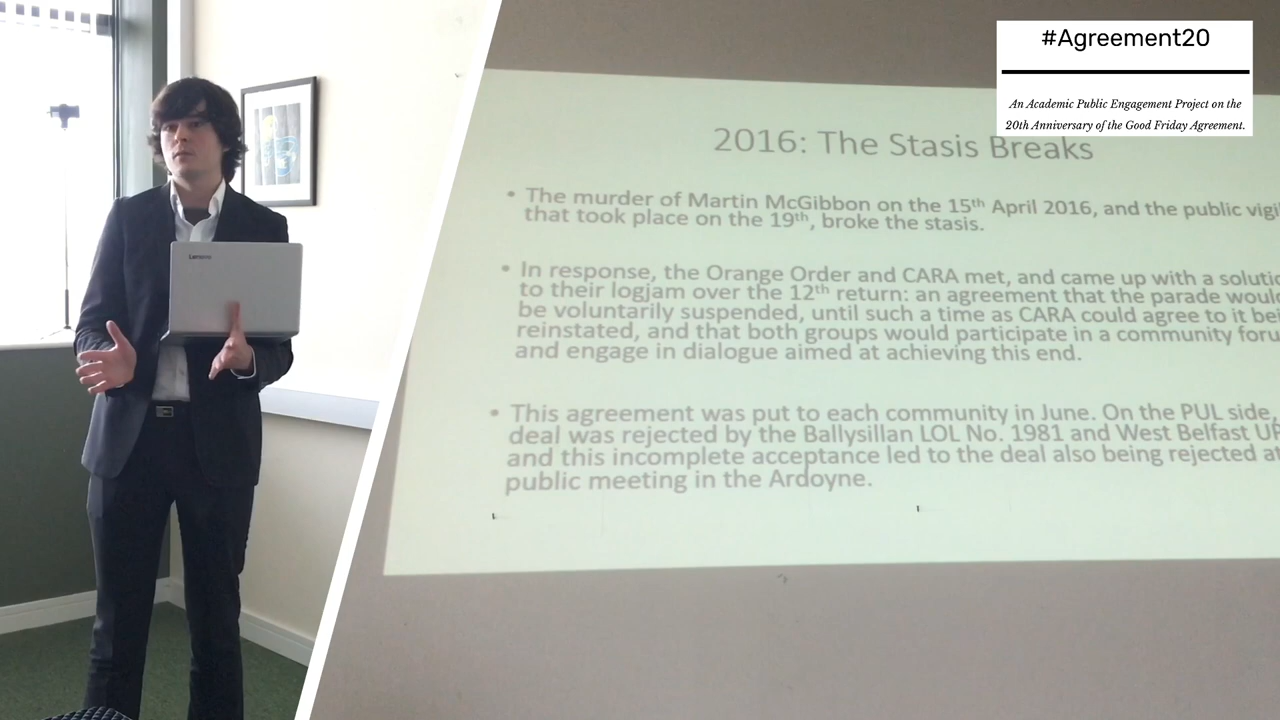 #Agreement20
An Academic Public Engagement Project on the
20th Anniversary of the Good Friday Agreement.
Lenovo
2016: The Stasis Breaks
• The murder of Martin McGibbon on the 15th April 2016, and the public vigil
that took place on the 19th, broke the stasis.
• In response, the Orange Order and CARA met, and came up with a solutio
to their logjam over the 12th return: an agreement that the parade would
be voluntarily suspended, until such a time as CARA could agree to it bei
reinstated, and that both groups would participate in a community foru
and engage in dialogue aimed at achieving this end.
• This agreement was put to each community in June. On the PUL side,
deal was rejected by the Ballysillan LOL No. 1981 and West Belfast
and this incomplete acceptance led to the deal also being rejected at
public meeting in the Ardoyne.